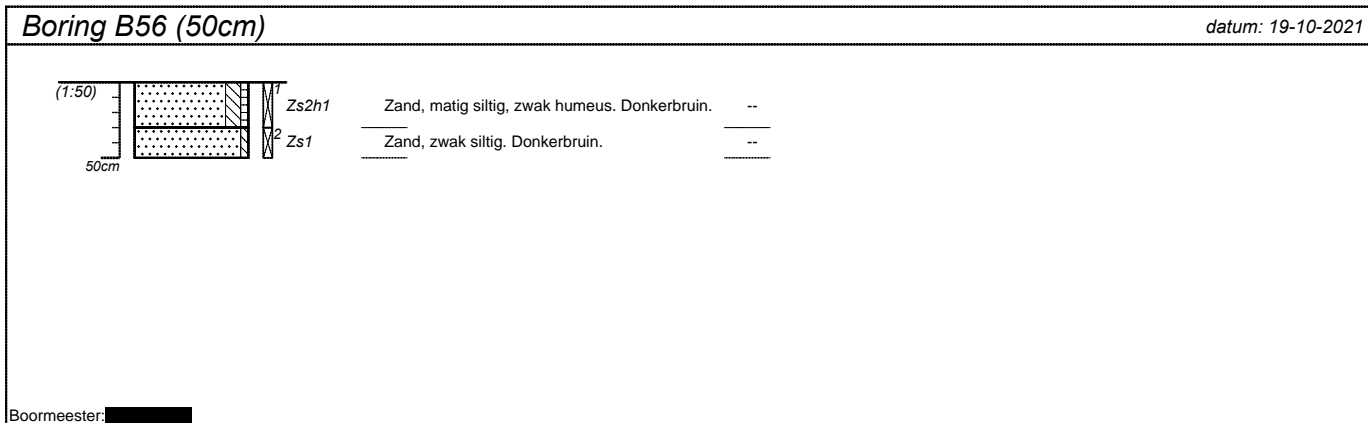 Boring B56 (50cm) datum: 19-10-2021
(1:50) 1 Zs2h1 Zand, matig siltig, zwak humeus. Donkerbruin. --
2 Zs1 Zand, zwak siltig. Donkerbruin. --
50cm
Boormeester: